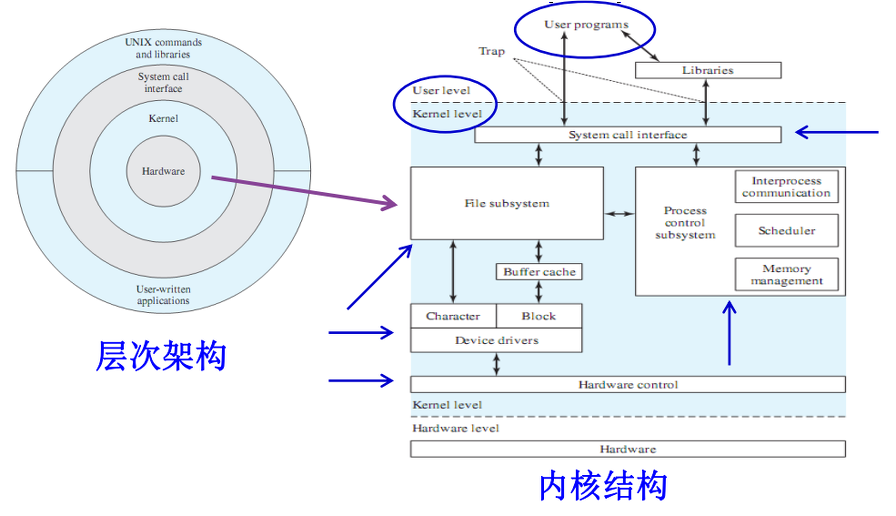 UNIX commands
and libraries
System call
interface
Kernel
Hardware
User-written
applications
层次架构
User programs
Trap
Libraries
User level
Kernel level
System call interface
File subsystem
Process
control
subsystem
Interprocess
communication
Scheduler
Memory
management
Buffer cache
Character
Block
Device drivers
Hardware control
Kernel level
Hardware level
Hardware
内核结构